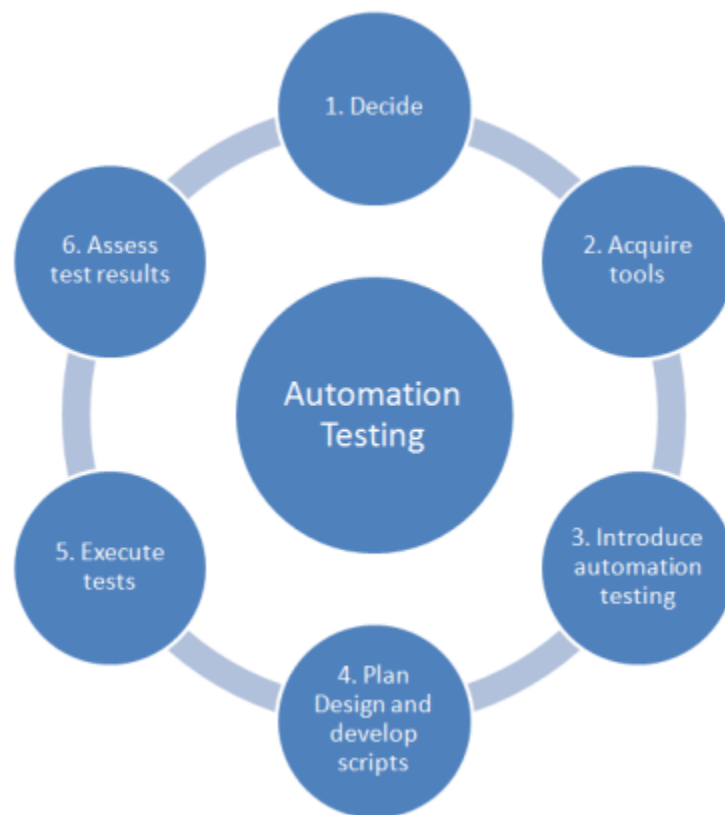 1. Decide
2. Acquire
tools
3. Introduce
automation
testing
4. Plan
Design and
develop
scripts
5. Execute
tests
6. Assess
test results
Automation
Testing